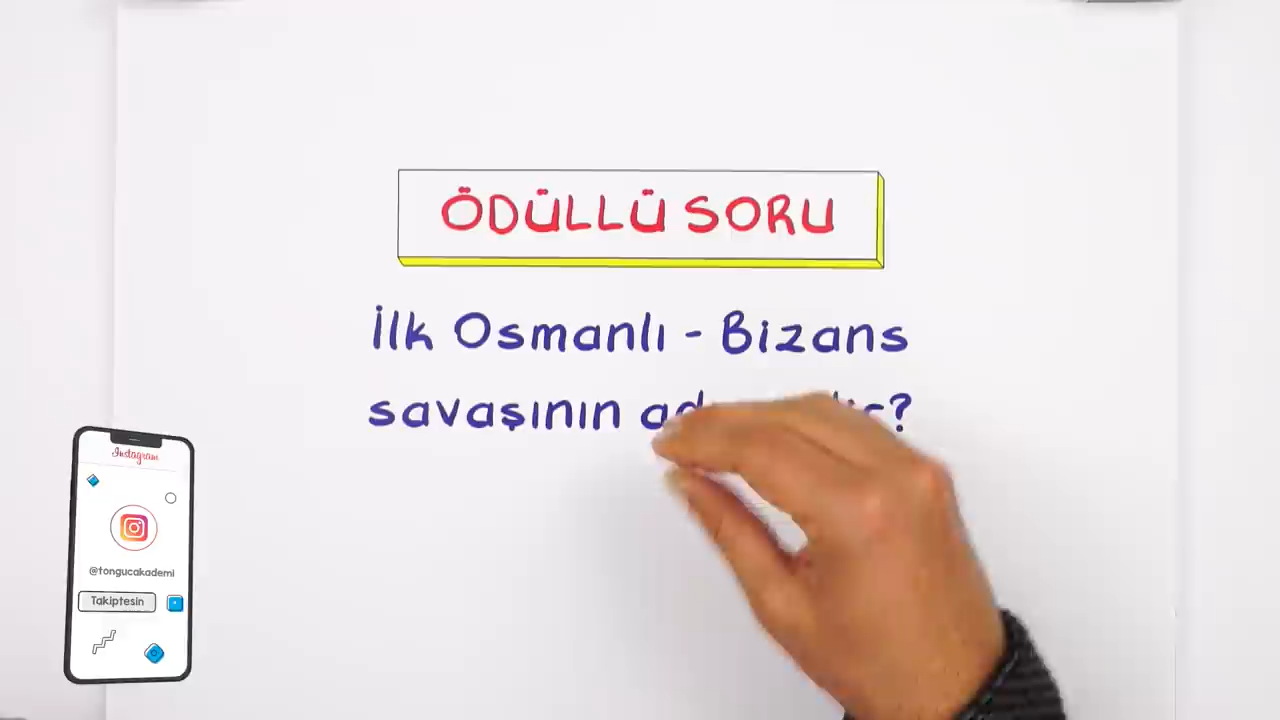 ÖDÜLLÜ SORU
İlk Osmanlı - Bizans
savaşının
Instagram
@tongucakademi
Takiptesin